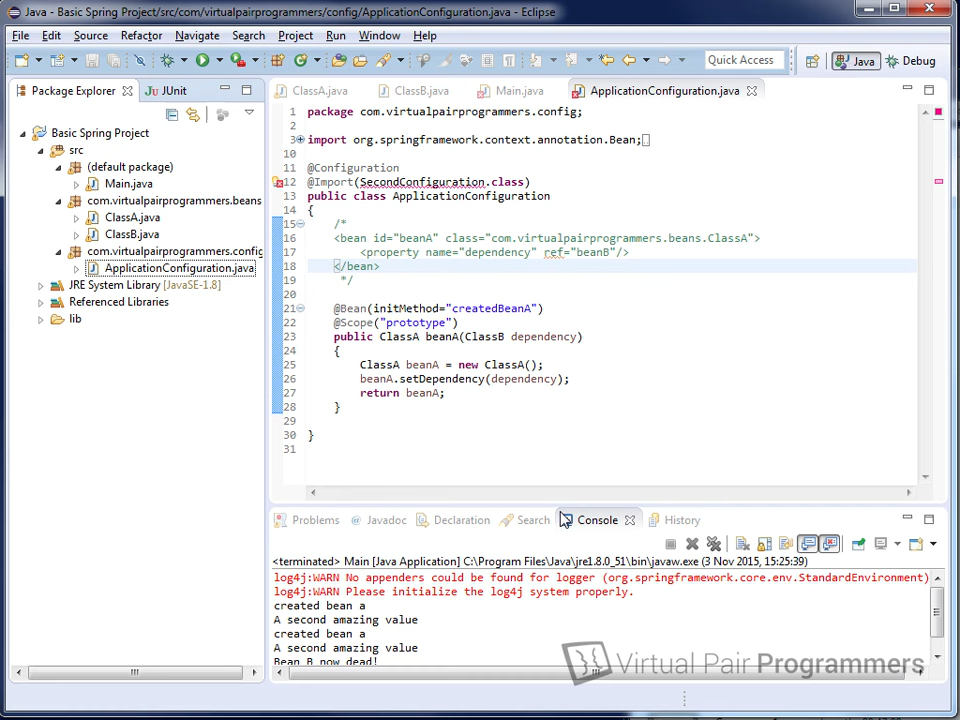 Java - Basic Spring Project/src/com/virtualpairprogrammers/config/ApplicationConfiguration.java - Eclipse
File Edit Source Refactor Navigate Search Project Run Window Help
Quick Access Java Debug
Package Explorer JUnit
ClassA.java ClassB.java Main.java ApplicationConfiguration.java
Basic Spring Project
src
(default package)
Main.java
com.virtualpairprogrammers.beans
ClassA.java
ClassB.java
com.virtualpairprogrammers.config
ApplicationConfiguration.java
JRE System Library [JavaSE-1.8]
Referenced Libraries
lib
1 package com.virtualpairprogrammers.config;
2
3 import org.springframework.context.annotation.Bean;
10
11 @Configuration
12 @Import(SecondConfiguration.class)
13 public class ApplicationConfiguration
14 {
15 /*
16 <bean id="beanA" class="com.virtualpairprogrammers.beans.ClassA">
17 <property name="dependency" ref="beanB"/>
18 </bean>
19 */
20
21 @Bean(initMethod="createdBeanA")
22 @Scope("prototype")
23 public ClassA beanA(ClassB dependency)
24 {
25 ClassA beanA = new ClassA();
26 beanA.setDependency(dependency);
27 return beanA;
28 }
29
30 }
31
Problems Javadoc Declaration Search Console History
<terminated> Main [Java Application] C:\Program Files\Java\jre1.8.0_51\bin\javaw.exe (3 Nov 2015, 15:25:39)
log4j:WARN No appenders could be found for logger (org.springframework.core.env.StandardEnvironment)
log4j:WARN Please initialize the log4j system properly.
created bean a
A second amazing value
created bean a
A second amazing value
Bean B now dead!
Virtual Pair Programmers